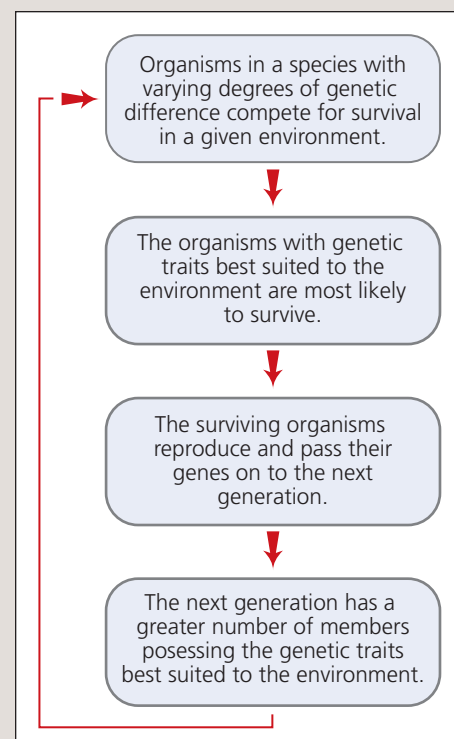 Organisms in a species with
varying degrees of genetic
difference compete for survival
in a given environment.
The organisms with genetic
traits best suited to the
environment are most likely
to survive.
The surviving organisms
reproduce and pass their
genes on to the next
generation.
The next generation has a
greater number of members
posessing the genetic traits
best suited to the environment.